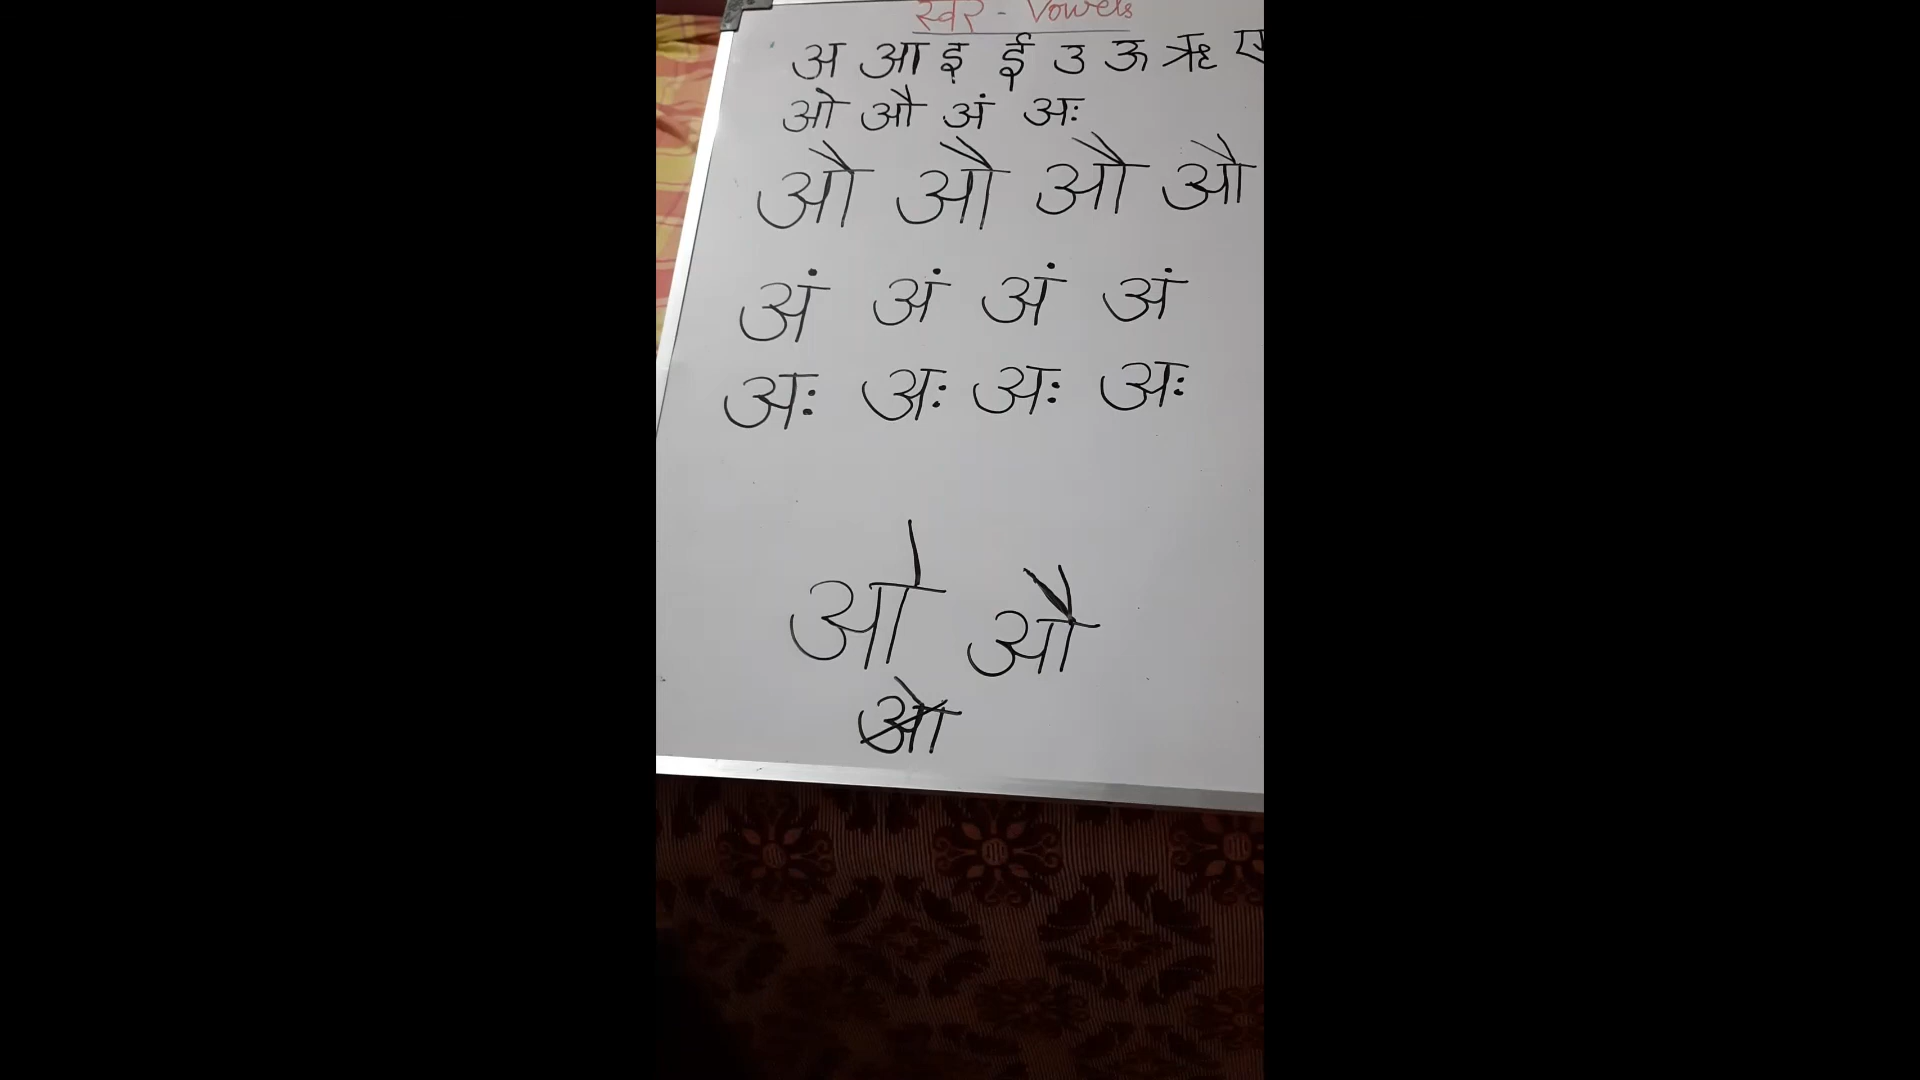 स्वर - Vowels
अ आ इ ई उ ऊ ऋ ए
ओ औ अं अः
औ औ औ औ
अं अं अं अं
अः अः अः अः
ओ औ